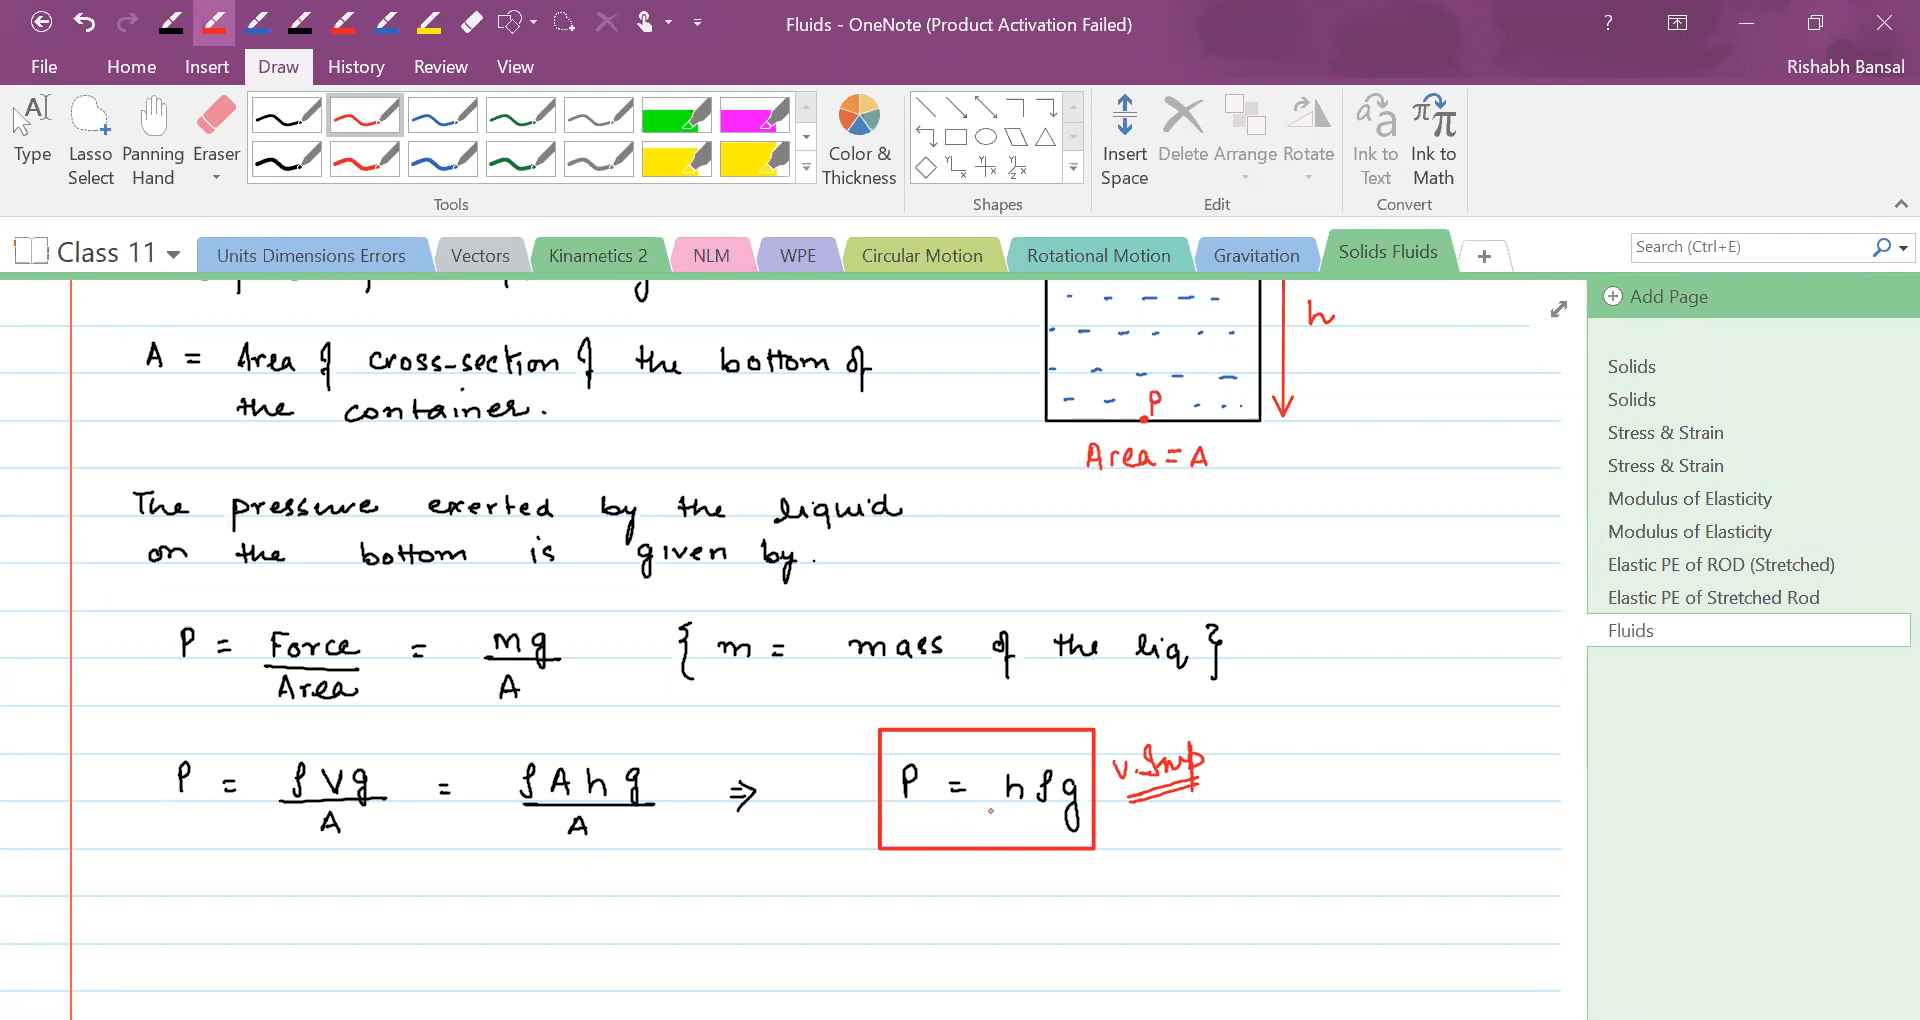 Fluids - OneNote (Product Activation Failed)
?
File Home Insert Draw History Review View
Rishabh Bansal
Type
Lasso Select
Panning Hand
Eraser
Color & Thickness
Insert Space
Delete
Arrange
Rotate
Ink to Text
Ink to Math
Tools
Shapes
Edit
Convert
Class 11
Units Dimensions Errors
Vectors
Kinametics 2
NLM
WPE
Circular Motion
Rotational Motion
Gravitation
Solids Fluids
+
Search (Ctrl+E)
Add Page
Solids
Solids
Stress & Strain
Stress & Strain
Modulus of Elasticity
Modulus of Elasticity
Elastic PE of ROD (Stretched)
Elastic PE of Stretched Rod
Fluids
h
P
Area = A
A = Area of cross-section of the bottom of
the container.
The pressure exerted by the liquid
on the bottom is given by.
P = Force/Area = mg/A { m = mass of the liq }
P = ρVg/A = ρAhg/A ⇒ P = hρg V.Imp